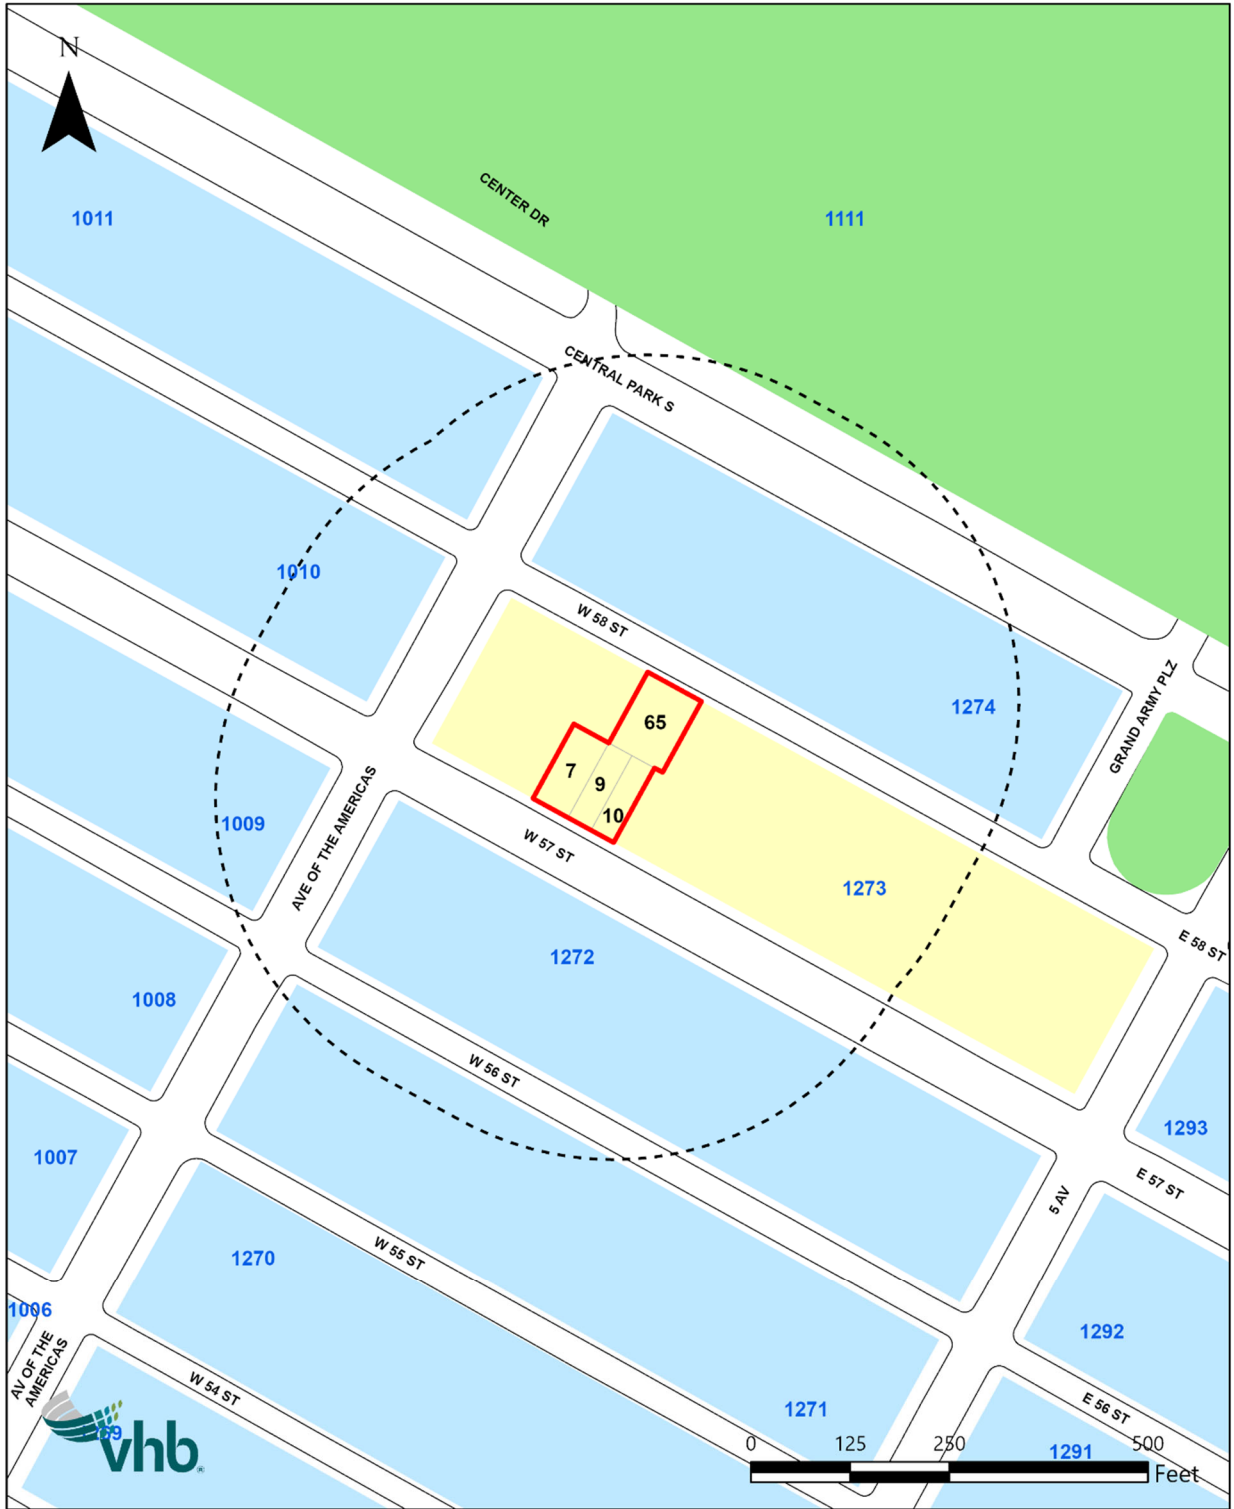 N
CENTER DR
1011
1111
CENTRAL PARK S
1010
W 58 ST
65
1274
GRAND ARMY PLZ
7
9
10
1009
AVE OF THE AMERICAS
W 57 ST
1273
1272
E 58 ST
1008
W 56 ST
1293
1007
E 57 ST
5 AV
1270
W 55 ST
1006
1292
AV OF THE
AMERICAS
W 54 ST
1271
E 56 ST
69
vhb®
1291
0 125 250 500
Feet